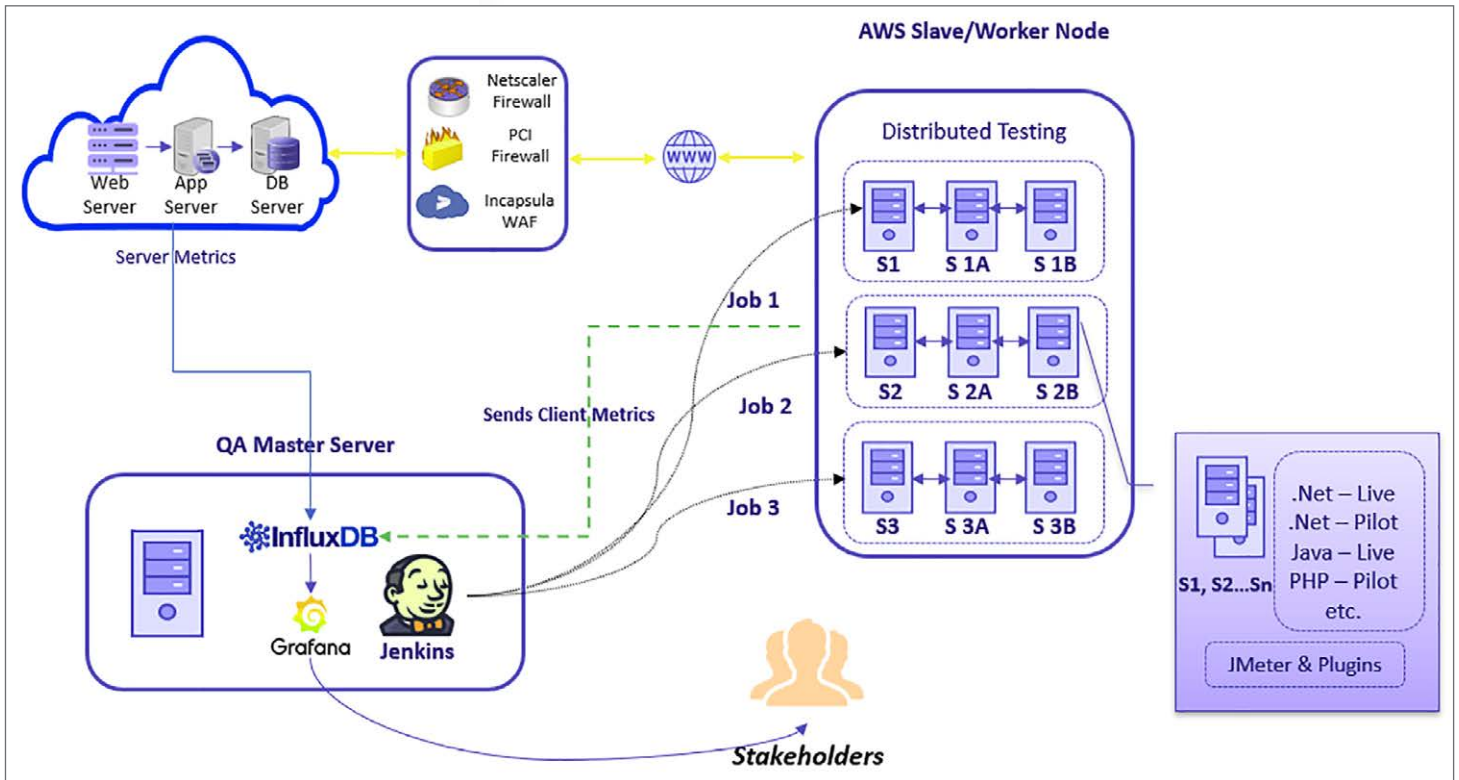 AWS Slave/Worker Node
Netscaler
Firewall
PCI
Firewall
Incapsula
WAF
WWW
Web
Server
App
Server
DB
Server
Server Metrics
Distributed Testing
S1
S 1A
S 1B
Job 1
S2
S 2A
S 2B
Job 2
Sends Client Metrics
S3
S 3A
S 3B
Job 3
QA Master Server
InfluxDB
Grafana
Jenkins
Stakeholders
S1, S2...Sn
.Net – Live
.Net – Pilot
Java – Live
PHP – Pilot
etc.
JMeter & Plugins